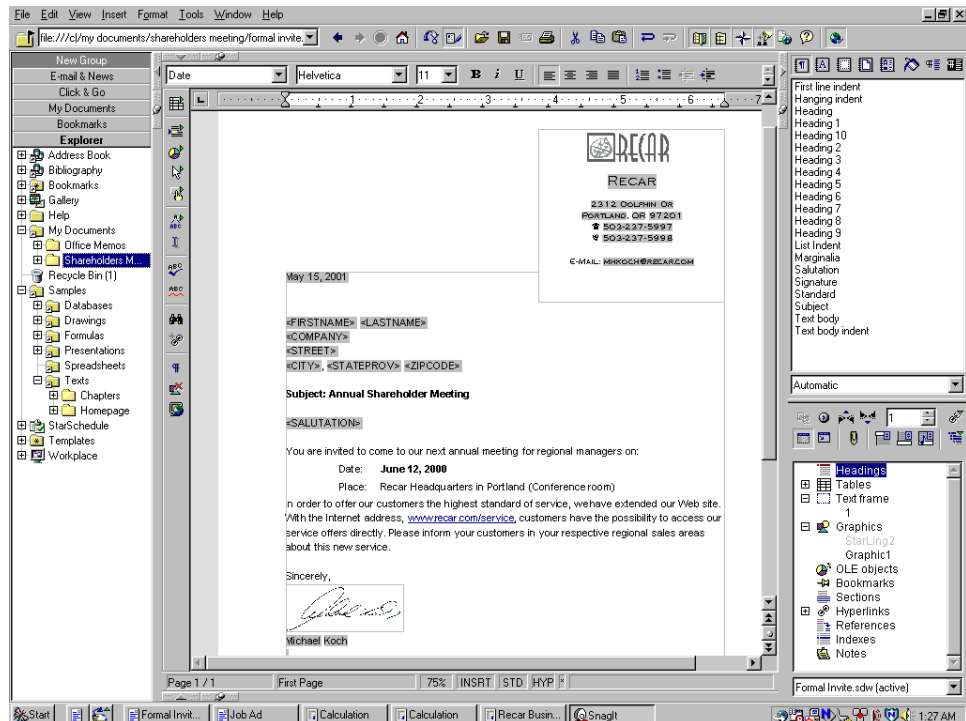 File Edit View Insert Format Tools Window Help
file:///c|/my documents/shareholders meeting/formal invite.
New Group
E-mail & News
Click & Go
My Documents
Bookmarks
Explorer
Address Book
Bibliography
Bookmarks
Gallery
Help
My Documents
Office Memos
Shareholders M...
Recycle Bin (1)
Samples
Databases
Drawings
Formulas
Presentations
Spreadsheets
Texts
Chapters
Homepage
StarSchedule
Templates
Workplace
Date Helvetica 11 B i U
1 2 3 4 5 6 7
RECAR
Recar
2312 Dolphin Dr
Portland, OR 97201
503-237-5997
503-237-5998
E-Mail: mhkoch@recar.com
May 15, 2001
<FIRSTNAME> <LASTNAME>
<COMPANY>
<STREET>
<CITY>, <STATEPROV> <ZIPCODE>
Subject: Annual Shareholder Meeting
<SALUTATION>
You are invited to come to our next annual meeting for regional managers on:
Date: June 12, 2000
Place: Recar Headquarters in Portland (Conference room)
n order to offer our customers the highest standard of service, wehave extended our Web site.
With the Internet address, www.recar.com/service, customers have the possibility to access our
service offers directly. Please inform your customers in your respective regional sales areas
about this new service.
Sincerely,
Michael Koch
Page 1 / 1 First Page 75% INSRT STD HYP *
First line indent
Hanging indent
Heading
Heading 1
Heading 10
Heading 2
Heading 3
Heading 4
Heading 5
Heading 6
Heading 7
Heading 8
Heading 9
List Indent
Marginalia
Salutation
Signature
Standard
Subject
Text body
Text body indent
Automatic
1
Headings
Tables
Text frame
1
Graphics
StarLing2
Graphic1
OLE objects
Bookmarks
Sections
Hyperlinks
References
Indexes
Notes
Formal Invite.sdw (active)
Start Formal Invit... Job Ad Calculation Calculation Recar Busin... SnagIt 1:27 AM